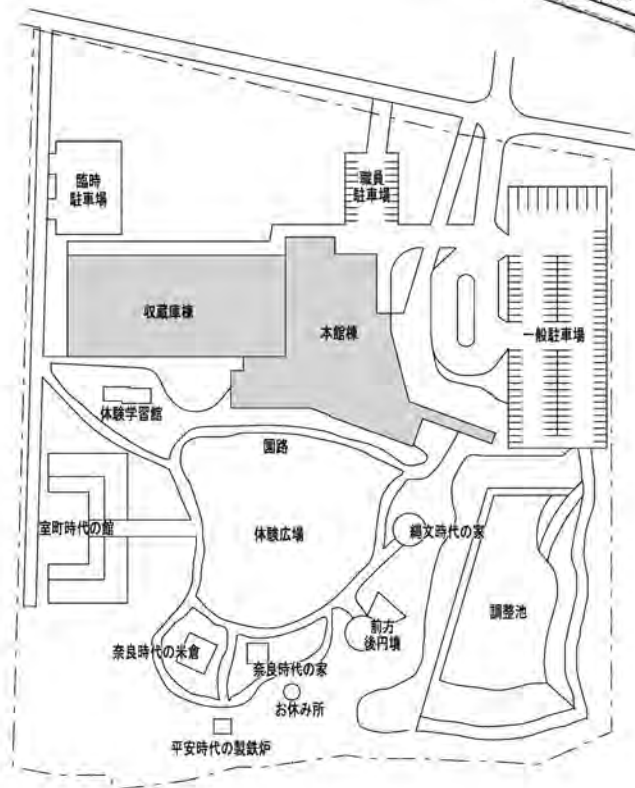 臨時
駐車場
職員
駐車場
収蔵庫棟
本館棟
一般駐車場
体験学習館
園路
室町時代の館
体験広場
縄文時代の家
調整池
前方
後円墳
奈良時代の米倉
奈良時代の家
お休み所
平安時代の製鉄炉